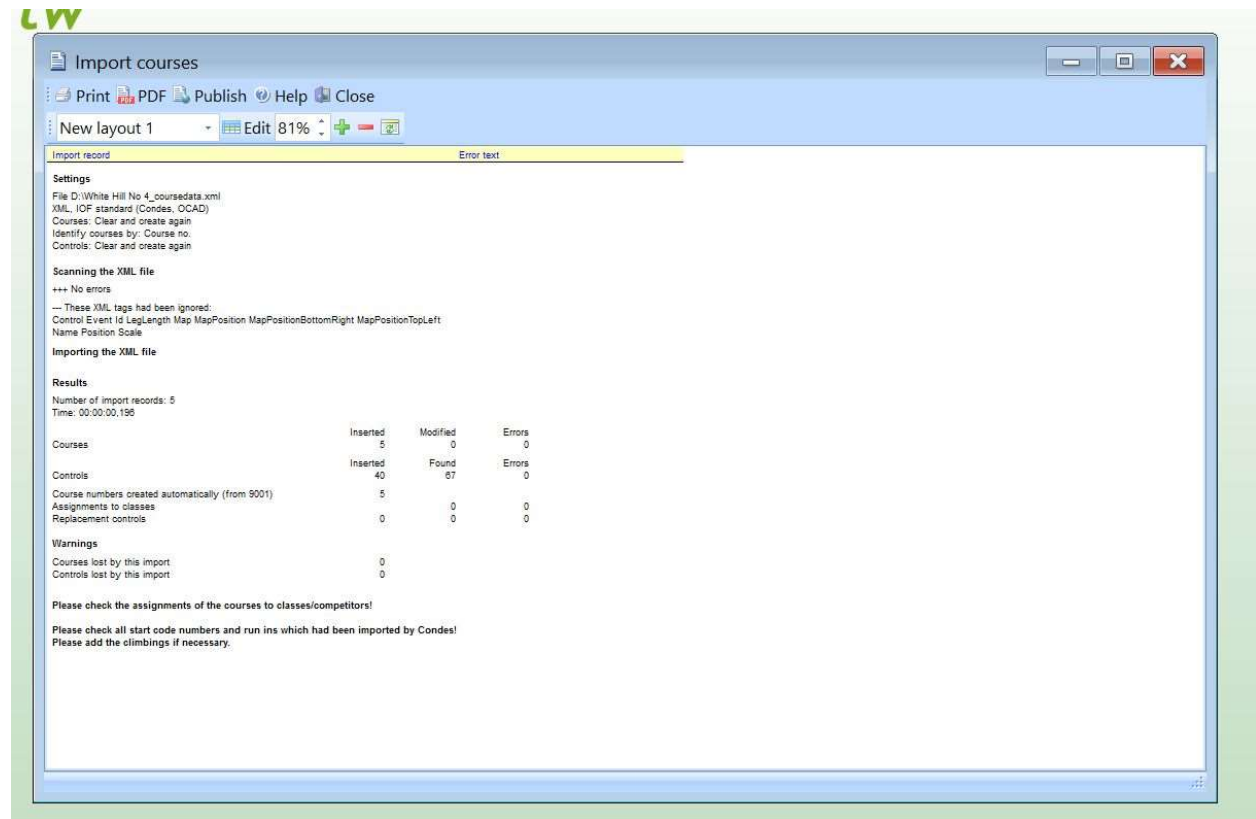 Import courses
Print PDF Publish Help Close
New layout 1 Edit 81%
Import record Error text
Settings
File D:\White Hill No 4_coursedata.xml
XML, IOF standard (Condes, OCAD)
Courses: Clear and create again
Identify courses by: Course no.
Controls: Clear and create again
Scanning the XML file
+++ No errors
--- These XML tags had been ignored:
Control Event Id LegLength Map MapPosition MapPositionBottomRight MapPositionTopLeft
Name Position Scale
Importing the XML file
Results
Number of import records: 5
Time: 00:00:00,196
Inserted Modified Errors
Courses 5 0 0
Inserted Found Errors
Controls 40 67 0
Course numbers created automatically (from 9001) 5
Assignments to classes 0 0
Replacement controls 0 0 0
Warnings
Courses lost by this import 0
Controls lost by this import 0
Please check the assignments of the courses to classes/competitors!
Please check all start code numbers and run ins which had been imported by Condes!
Please add the climbings if necessary.